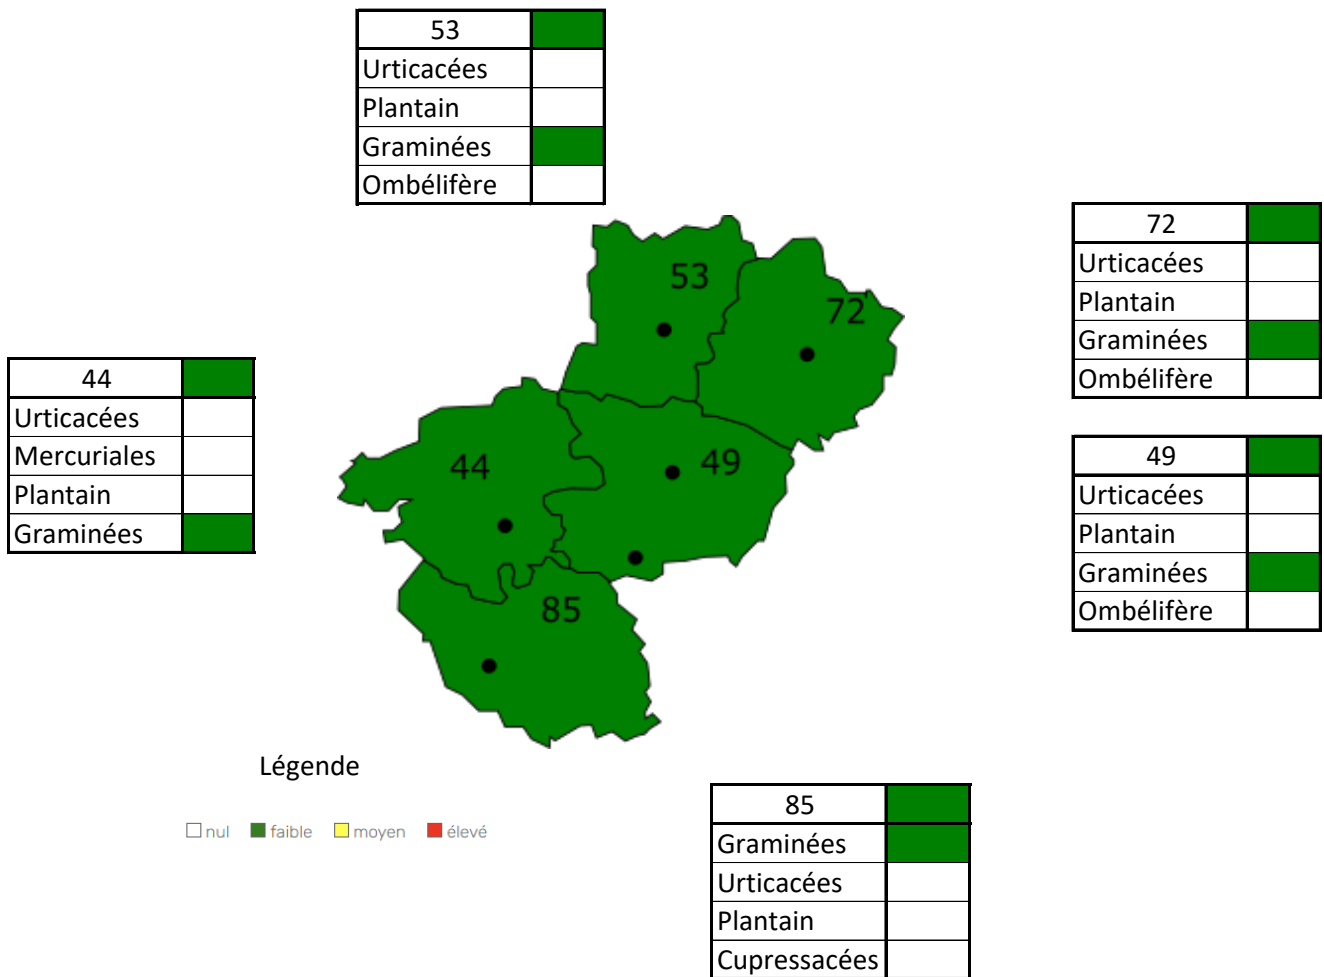 53
Urticacées
Plantain
Graminées
Ombélifère
72
Urticacées
Plantain
Graminées
Ombélifère
44
Urticacées
Mercuriales
Plantain
Graminées
49
Urticacées
Plantain
Graminées
Ombélifère
53
72
44
49
85
Légende
nul faible moyen élevé
85
Graminées
Urticacées
Plantain
Cupressacées